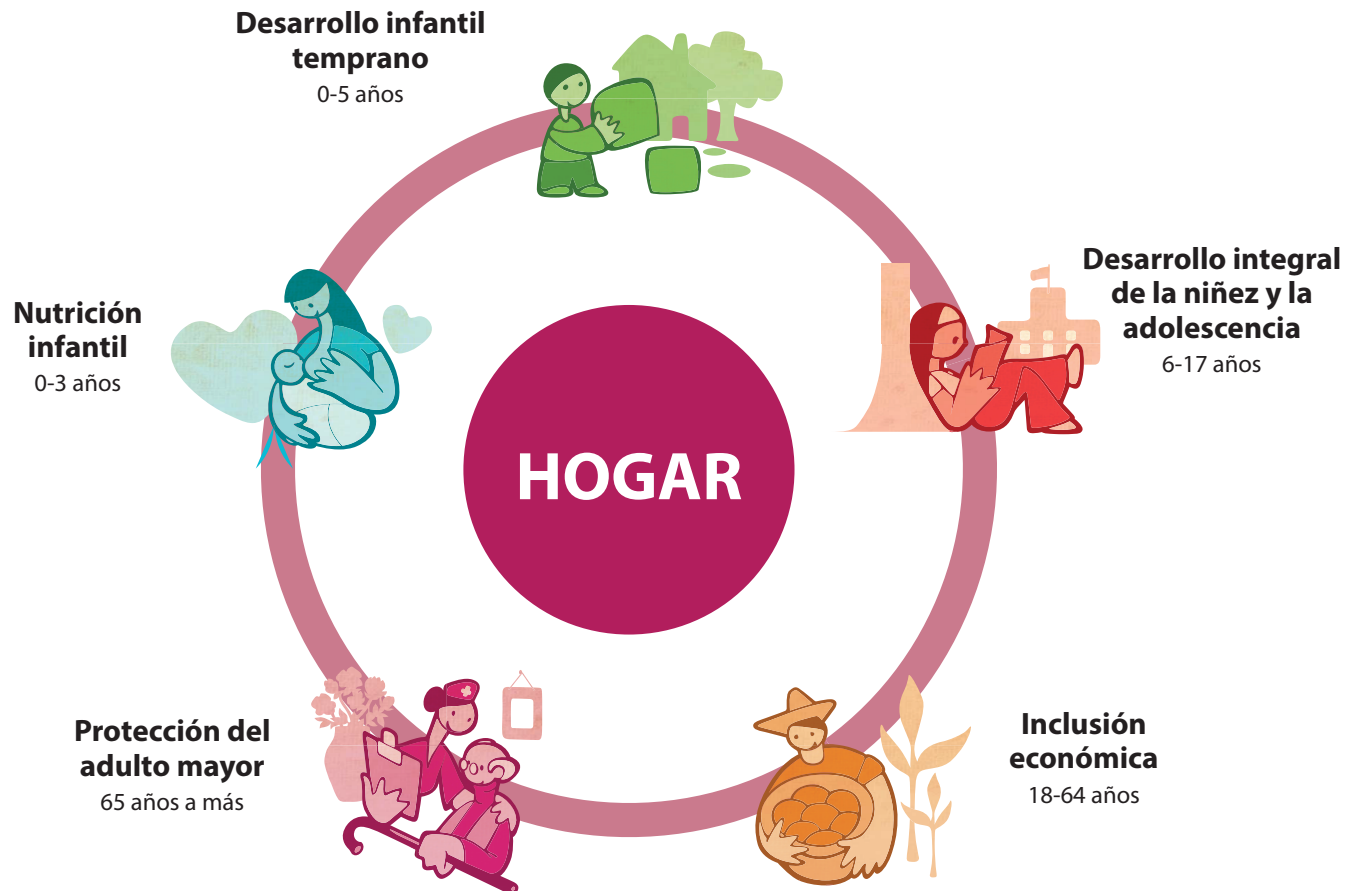 Desarrollo infantil
temprano
0-5 años
Desarrollo integral
de la niñez y la
adolescencia
6-17 años
Nutrición
infantil
0-3 años
HOGAR
Protección del
adulto mayor
65 años a más
Inclusión
económica
18-64 años